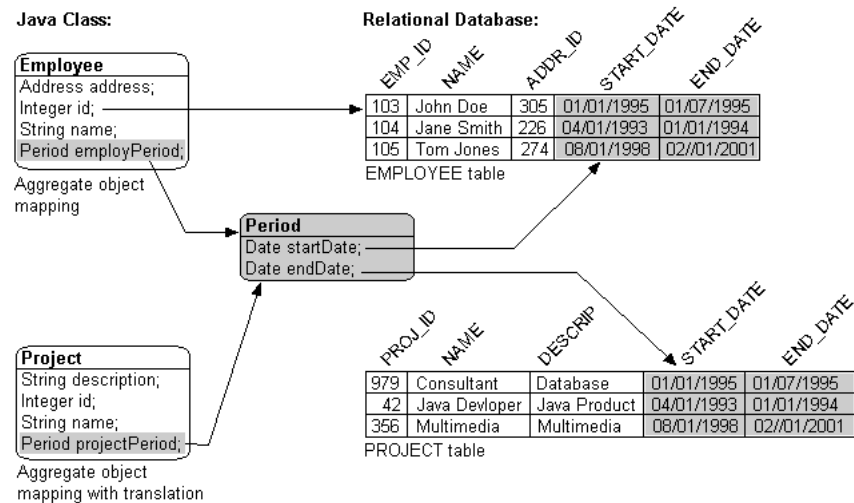 Java Class:
Relational Database:
Employee
Address address;
Integer id;
String name;
Period employPeriod;
Aggregate object
mapping
EMP_ID NAME ADDR_ID START_DATE END_DATE
103 John Doe 305 01/01/1995 01/07/1995
104 Jane Smith 226 04/01/1993 01/01/1994
105 Tom Jones 274 08/01/1998 02//01/2001
EMPLOYEE table
Period
Date startDate;
Date endDate;
Project
String description;
Integer id;
String name;
Period projectPeriod;
Aggregate object
mapping with translation
PROJ_ID NAME DESCRIP START_DATE END_DATE
979 Consultant Database 01/01/1995 01/07/1995
42 Java Devloper Java Product 04/01/1993 01/01/1994
356 Multimedia Multimedia 08/01/1998 02//01/2001
PROJECT table